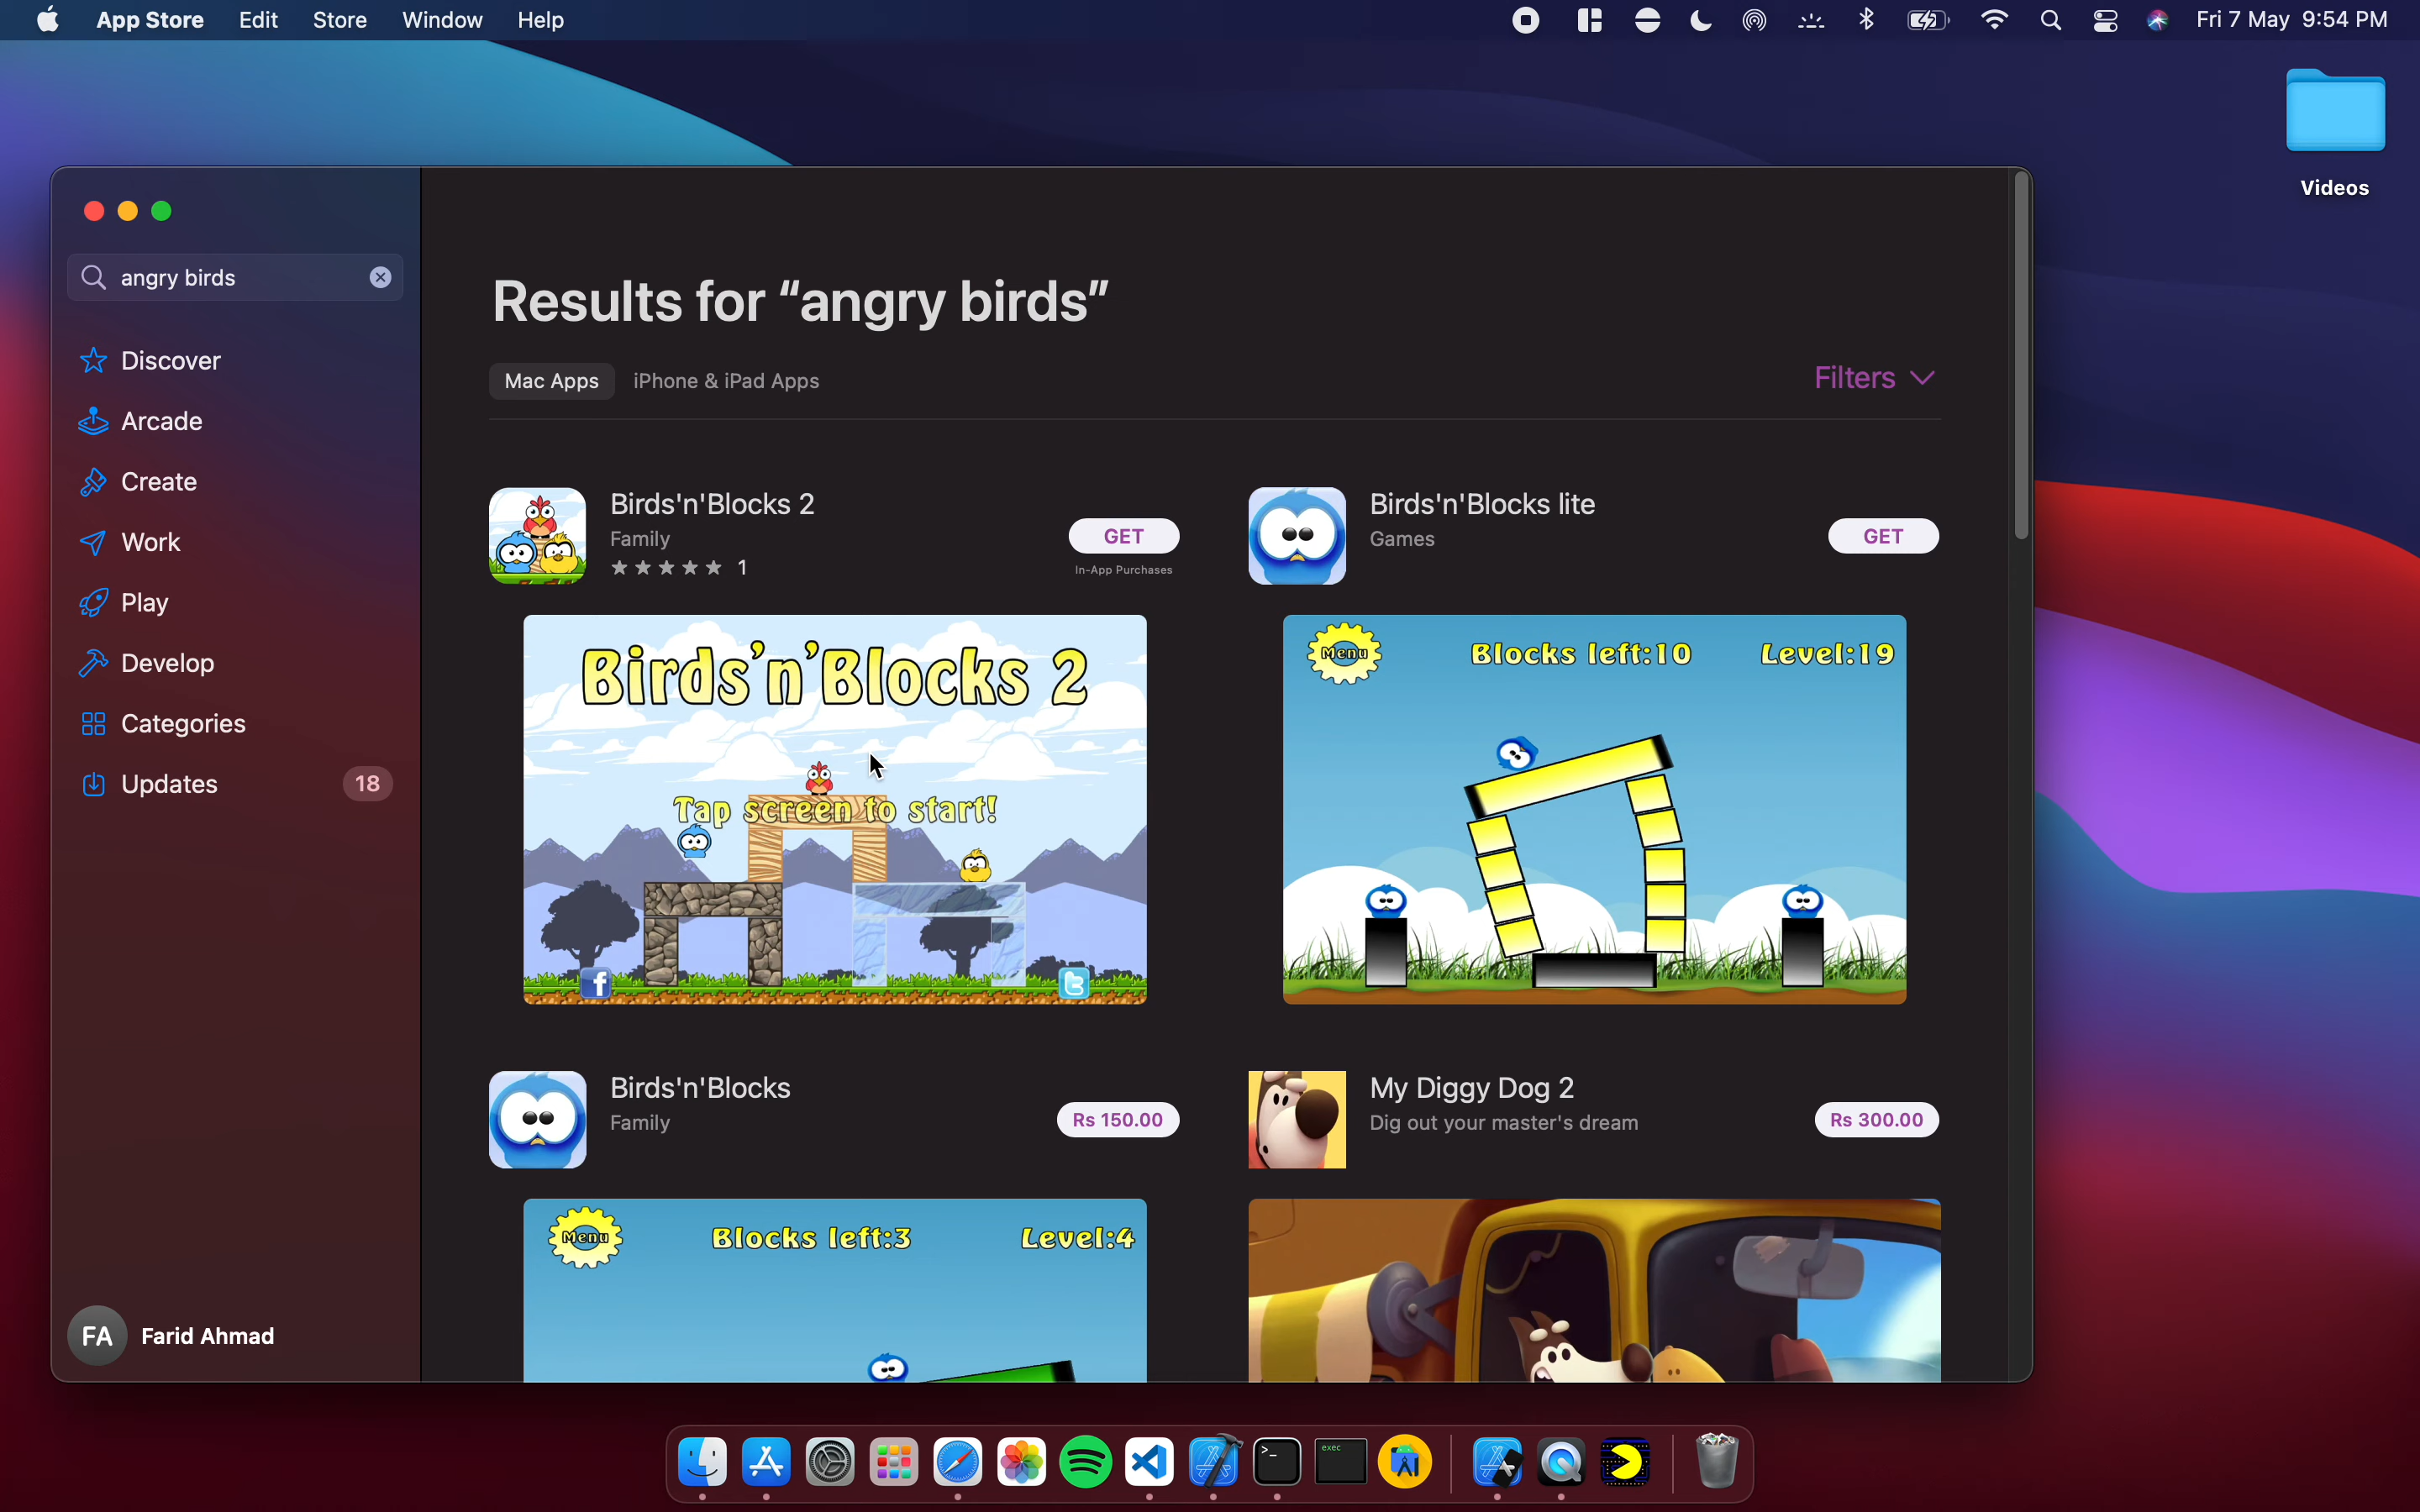 App Store Edit Store Window Help Fri 7 May 9:54 PM
Videos
angry birds
Discover
Arcade
Create
Work
Play
Develop
Categories
Updates 18
FA Farid Ahmad
Results for “angry birds”
Mac Apps iPhone & iPad Apps Filters
Birds'n'Blocks 2
Family
1
GET
In-App Purchases
Birds'n'Blocks lite
Games
GET
Birds'n'Blocks 2
Tap screen to start!
f
Menu Blocks left:10 Level:19
Birds'n'Blocks
Family
Rs 150.00
My Diggy Dog 2
Dig out your master's dream
Rs 300.00
Menu Blocks left:3 Level:4
>_
exec